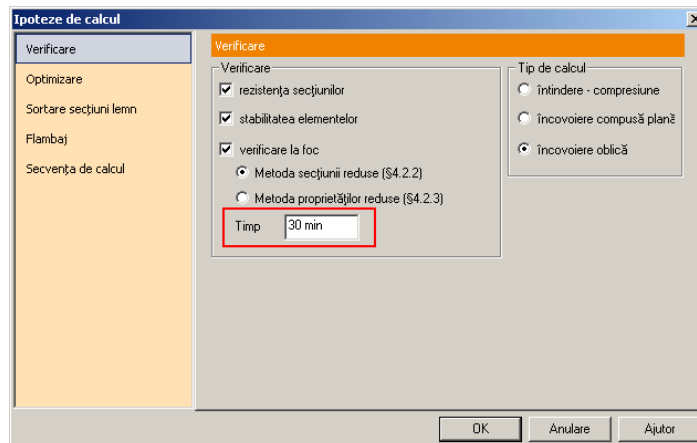 Ipoteze de calcul
Verificare
Optimizare
Sortare secțiuni lemn
Flambaj
Secvența de calcul
Verificare
Verificare
rezistența secțiunilor
stabilitatea elementelor
verificare la foc
Metoda secțiunii reduse (§4.2.2)
Metoda proprietăților reduse (§4.2.3)
Timp 30 min
Tip de calcul
întindere - compresiune
încovoiere compusă plană
încovoiere oblică
OK Anulare Ajutor